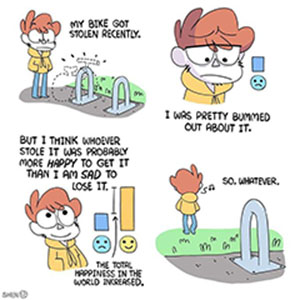 MY BIKE GOT
STOLEN RECENTLY.
I WAS PRETTY BUMMED
OUT ABOUT IT.
BUT I THINK WHOEVER
STOLE IT WAS PROBABLY
MORE HAPPY TO GET IT
THAN I AM SAD TO
LOSE IT.
THE TOTAL
HAPPINESS IN THE
WORLD INCREASED.
SO, WHATEVER.
SHEN